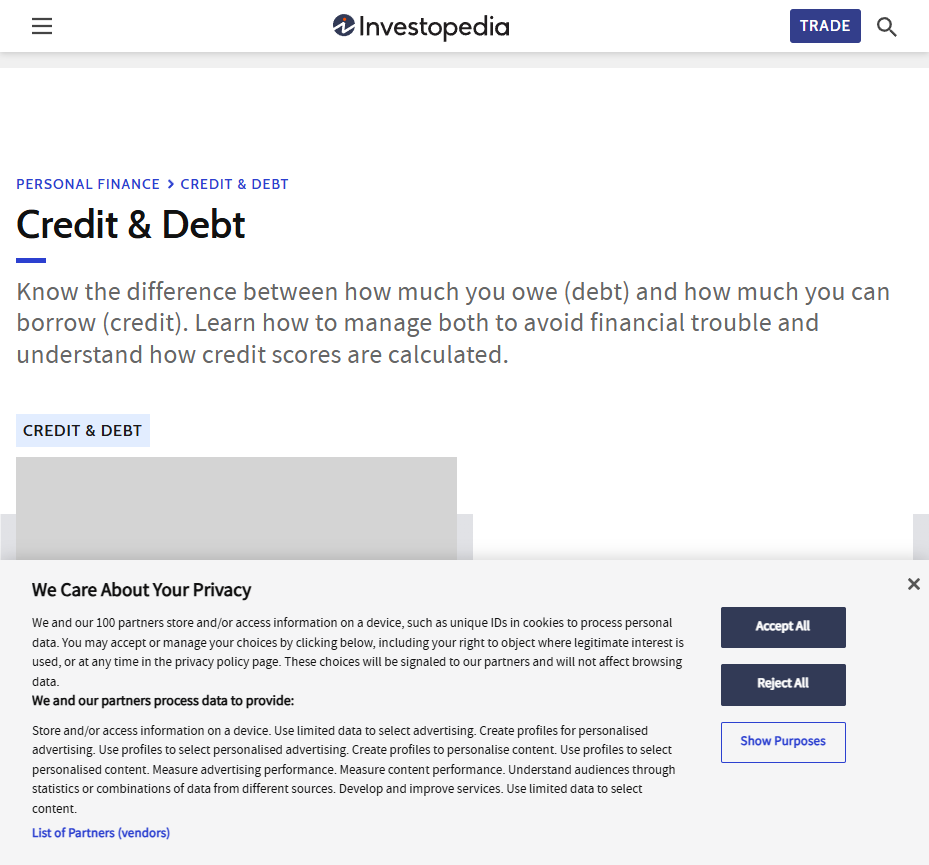 Investopedia
TRADE
PERSONAL FINANCE > CREDIT & DEBT
Credit & Debt
Know the difference between how much you owe (debt) and how much you can
borrow (credit). Learn how to manage both to avoid financial trouble and
understand how credit scores are calculated.
CREDIT & DEBT
We Care About Your Privacy
We and our 100 partners store and/or access information on a device, such as unique IDs in cookies to process personal
data. You may accept or manage your choices by clicking below, including your right to object where legitimate interest is
used, or at any time in the privacy policy page. These choices will be signaled to our partners and will not affect browsing
data.
We and our partners process data to provide:
Store and/or access information on a device. Use limited data to select advertising. Create profiles for personalised
advertising. Use profiles to select personalised advertising. Create profiles to personalise content. Use profiles to select
personalised content. Measure advertising performance. Measure content performance. Understand audiences through
statistics or combinations of data from different sources. Develop and improve services. Use limited data to select
content.
List of Partners (vendors)
Accept All
Reject All
Show Purposes